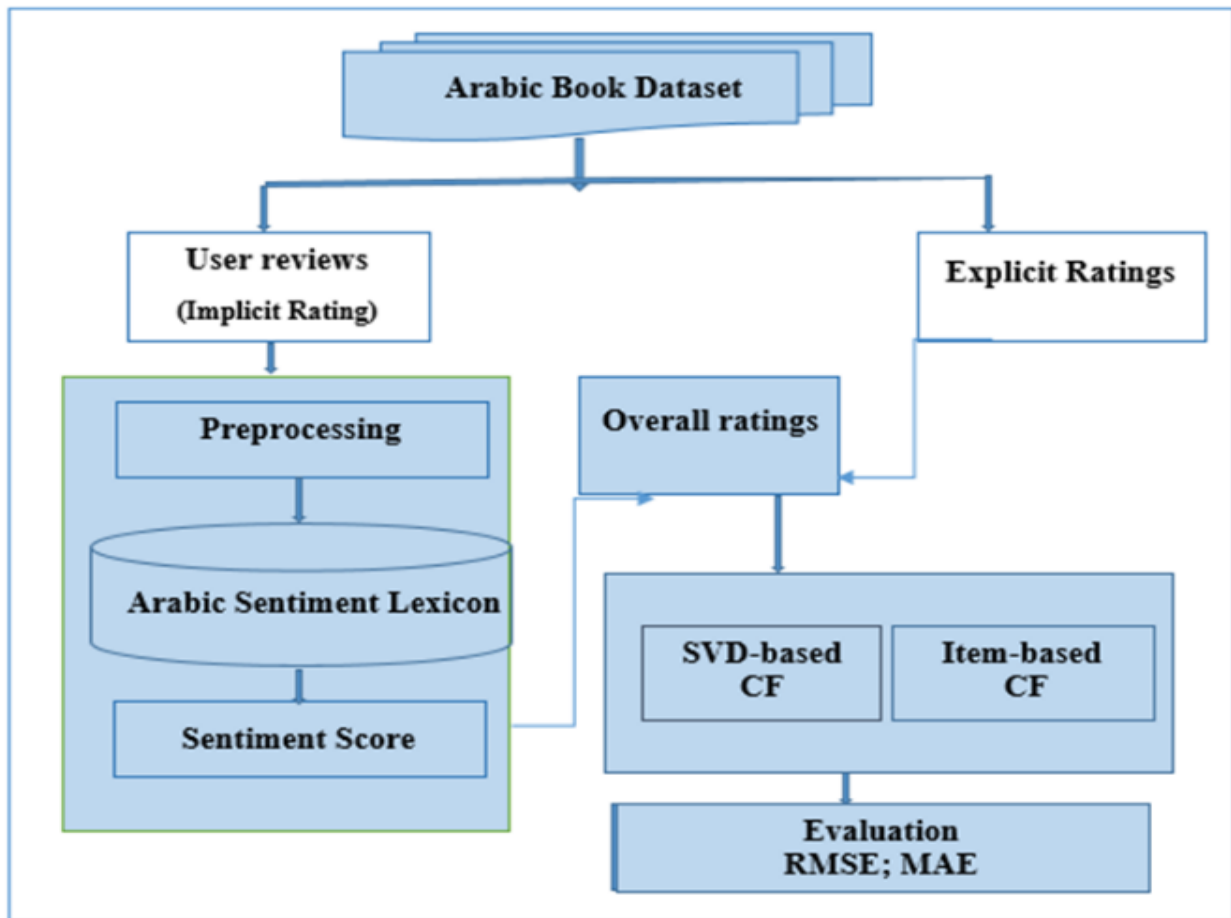 Arabic Book Dataset
User reviews
(Implicit Rating)
Explicit Ratings
Preprocessing
Overall ratings
Arabic Sentiment Lexicon
SVD-based
CF
Item-based
CF
Sentiment Score
Evaluation
RMSE; MAE